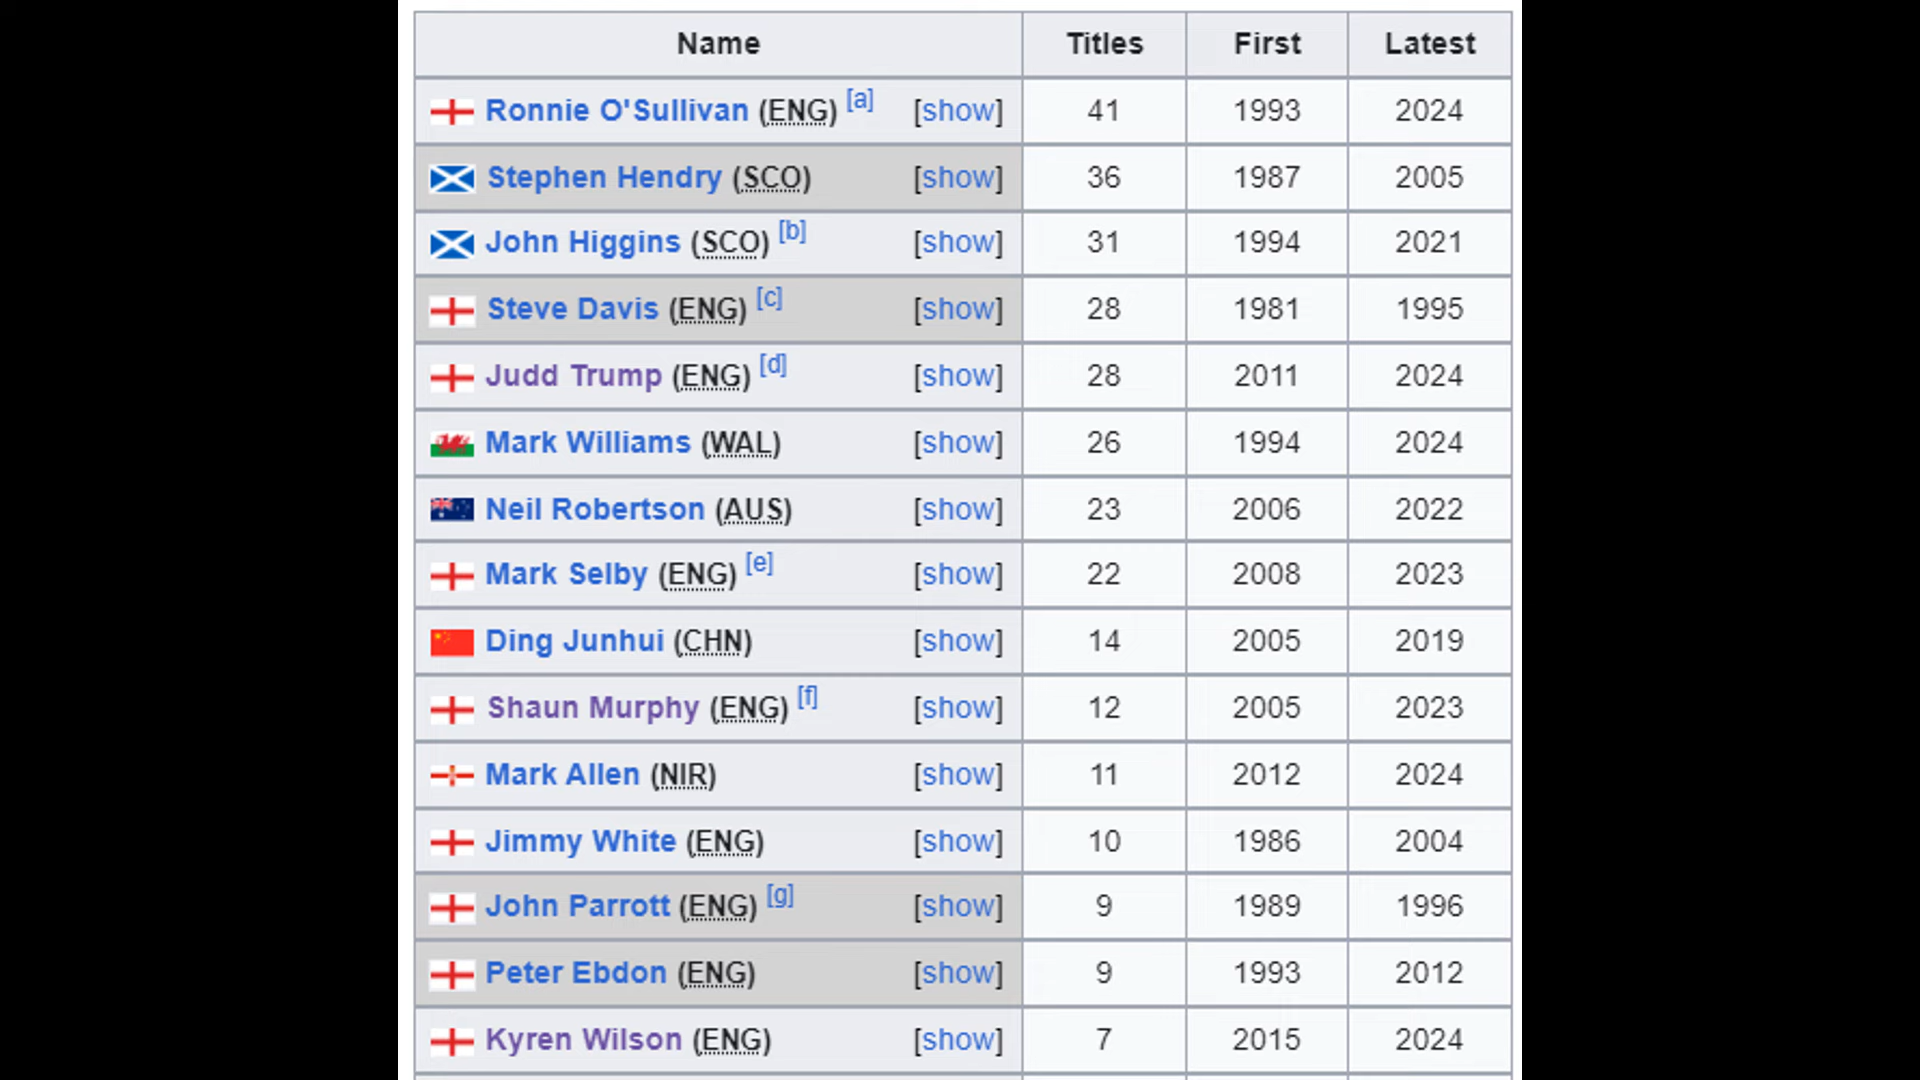 Name Titles First Latest
Ronnie O'Sullivan (ENG) [a] [show] 41 1993 2024
Stephen Hendry (SCO) [show] 36 1987 2005
John Higgins (SCO) [b] [show] 31 1994 2021
Steve Davis (ENG) [c] [show] 28 1981 1995
Judd Trump (ENG) [d] [show] 28 2011 2024
Mark Williams (WAL) [show] 26 1994 2024
Neil Robertson (AUS) [show] 23 2006 2022
Mark Selby (ENG) [e] [show] 22 2008 2023
Ding Junhui (CHN) [show] 14 2005 2019
Shaun Murphy (ENG) [f] [show] 12 2005 2023
Mark Allen (NIR) [show] 11 2012 2024
Jimmy White (ENG) [show] 10 1986 2004
John Parrott (ENG) [g] [show] 9 1989 1996
Peter Ebdon (ENG) [show] 9 1993 2012
Kyren Wilson (ENG) [show] 7 2015 2024